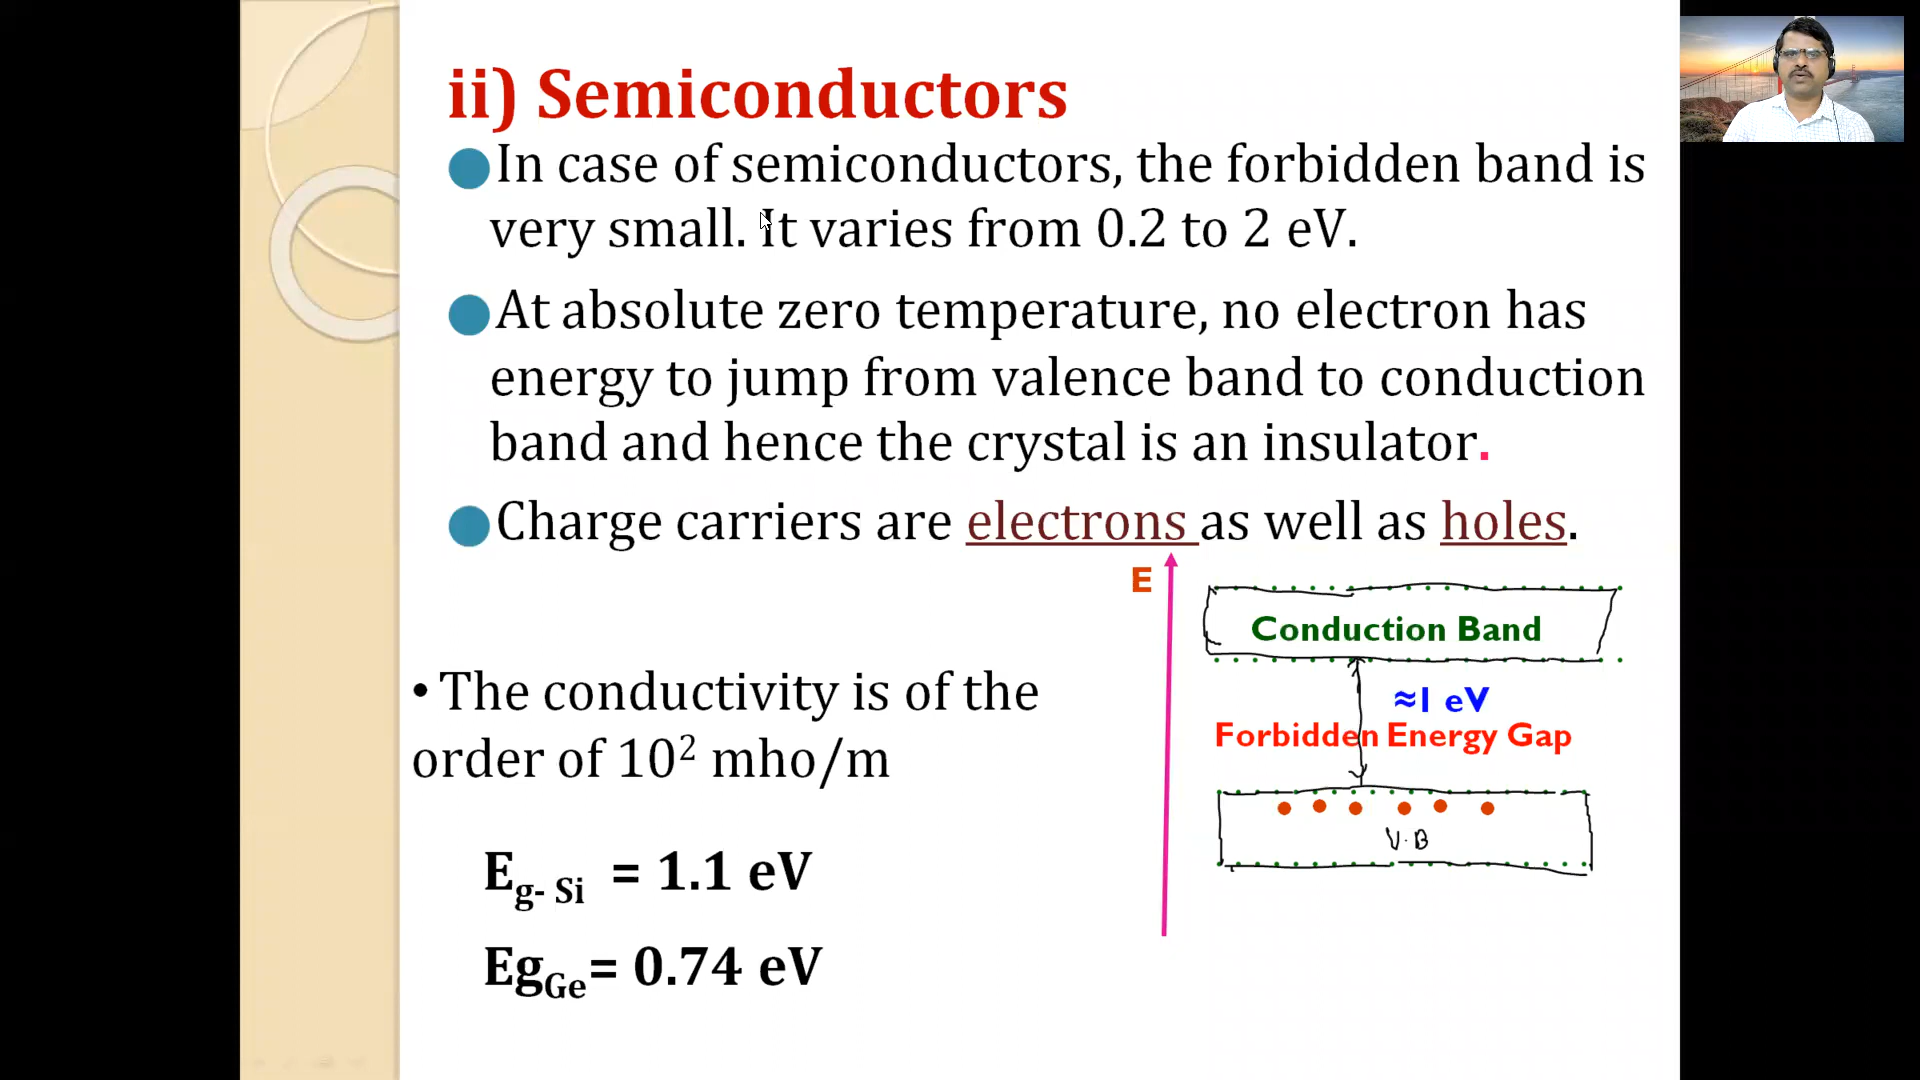 ii) Semiconductors
In case of semiconductors, the forbidden band is
very small. It varies from 0.2 to 2 eV.
At absolute zero temperature, no electron has
energy to jump from valence band to conduction
band and hence the crystal is an insulator.
Charge carriers are electrons as well as holes.
E
Conduction Band
≈1 eV
Forbidden Energy Gap
V.B
• The conductivity is of the
order of 10² mho/m
Eg- Si = 1.1 eV
EgGe= 0.74 eV